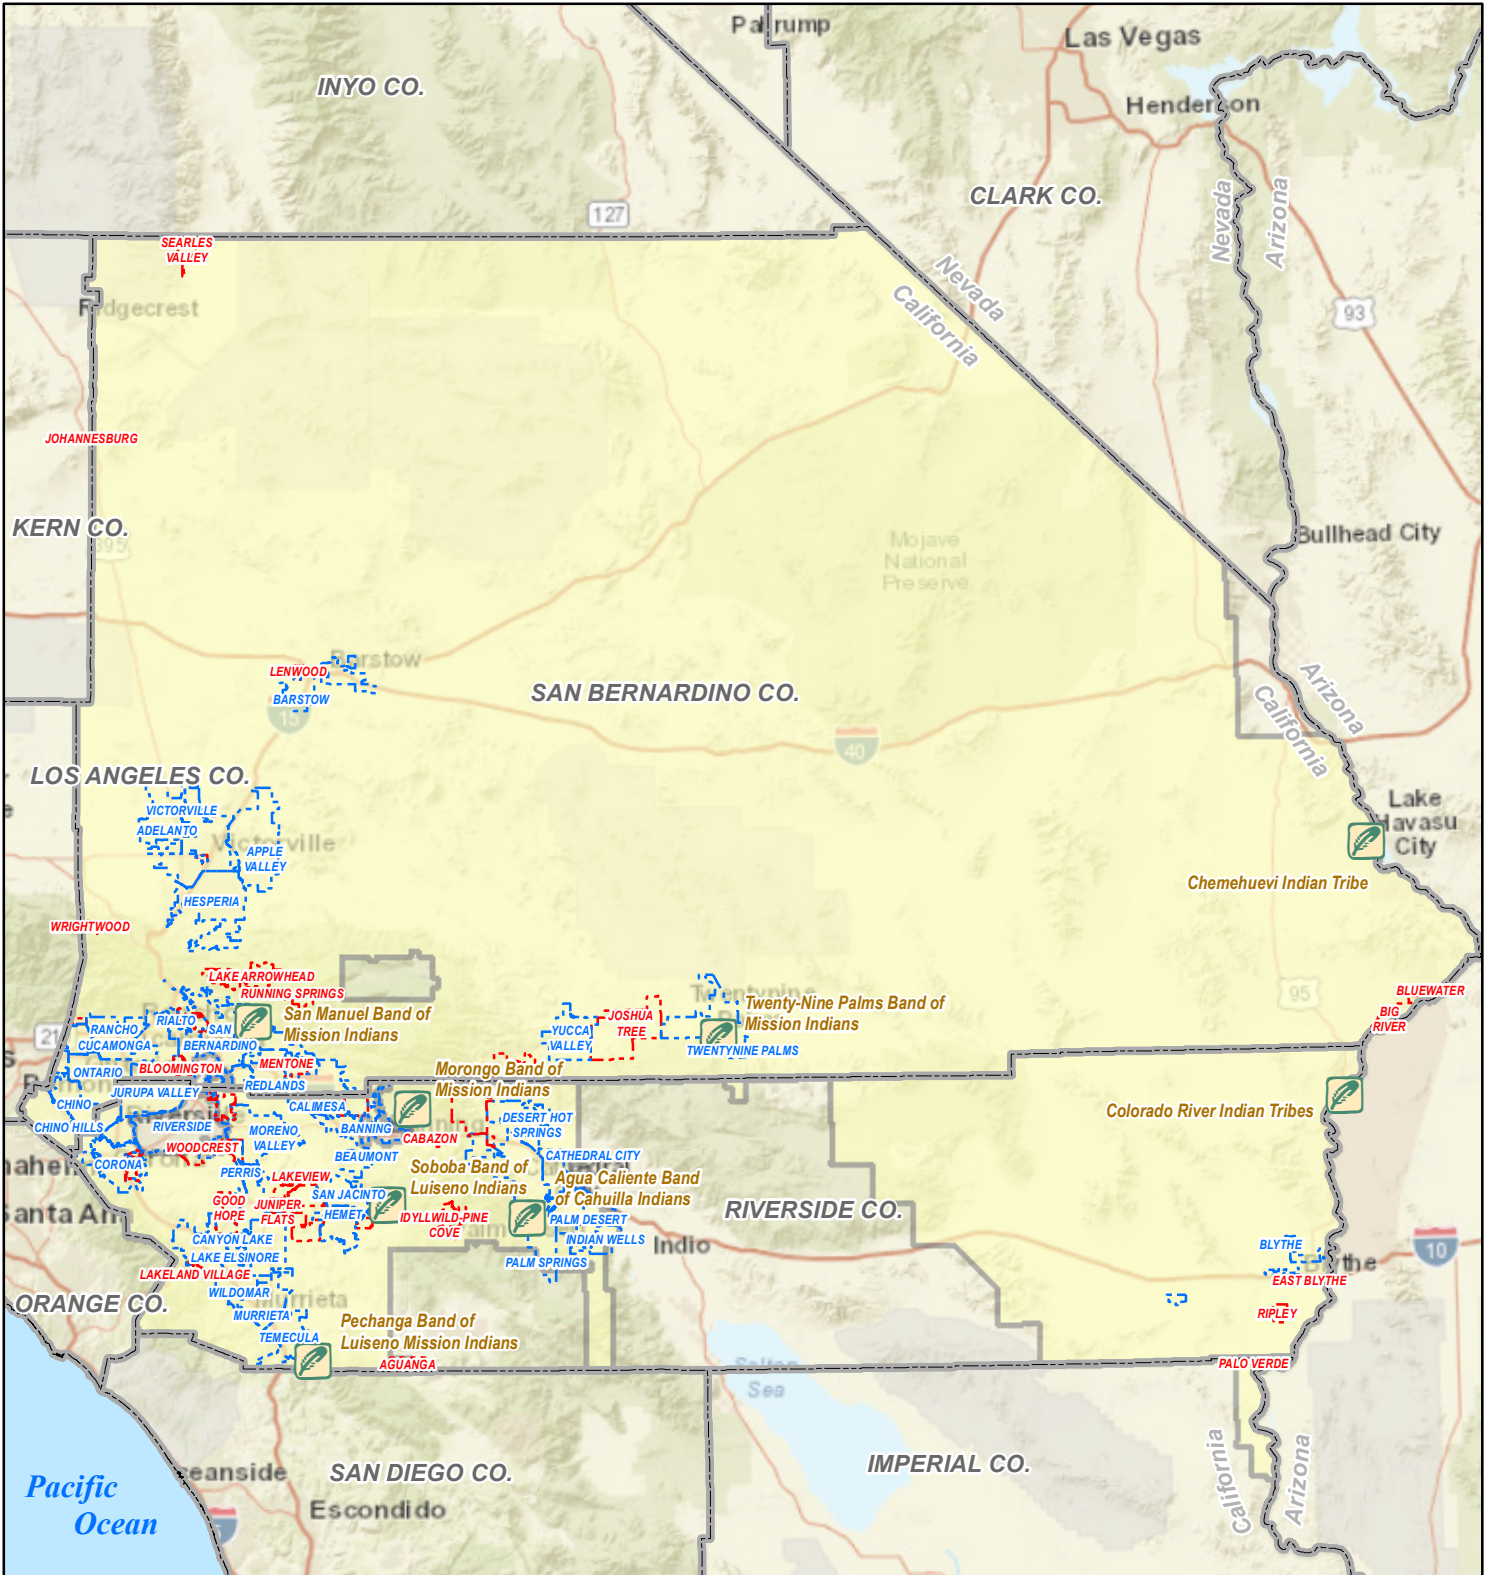 Pahrump
Las Vegas
INYO CO.
Henderson
CLARK CO.
127
Nevada
Arizona
SEARLES
VALLEY
Nevada
California
Ridgecrest
93
JOHANNESBURG
KERN CO.
395
Mojave
National
Preserve
Bullhead City
Barstow
LENWOOD
BARSTOW
15
SAN BERNARDINO CO.
40
Arizona
California
LOS ANGELES CO.
VICTORVILLE
ADELANTO
Victorville
APPLE
VALLEY
HESPERIA
Lake
Havasu
City
Chemehuevi Indian Tribe
WRIGHTWOOD
LAKE ARROWHEAD
RUNNING SPRINGS
San Manuel Band of
Mission Indians
RANCHO
CUCAMONGA
RIALTO
SAN
BERNARDINO
21
ONTARIO
BLOOMINGTON
MENTONE
REDLANDS
YUCCA
VALLEY
JOSHUA
TREE
Twentynine
Twenty-Nine Palms Band of
Mission Indians
TWENTYNINE PALMS
95
BLUEWATER
BIG
RIVER
Morongo Band of
Mission Indians
CHINO
JURUPA VALLEY
CALIMESA
CHINO HILLS
RIVERSIDE
MORENO
VALLEY
BANNING
CABAZON
DESERT HOT
SPRINGS
Colorado River Indian Tribes
WOODCREST
BEAUMONT
CATHEDRAL CITY
CORONA
PERRIS
LAKEVIEW
Soboba Band of
Luiseno Indians
Agua Caliente Band
of Cahuilla Indians
Santa An
GOOD
HOPE
JUNIPER
FLATS
SAN JACINTO
HEMET
IDYLLWILD-PINE
COVE
PALM DESERT
INDIAN WELLS
PALM SPRINGS
RIVERSIDE CO.
Indio
CANYON LAKE
LAKE ELSINORE
LAKELAND VILLAGE
WILDOMAR
Murrieta
MURRIETA
TEMECULA
BLYTHE
Blythe
EAST BLYTHE
10
RIPLEY
ORANGE CO.
Pechanga Band of
Luiseno Mission Indians
AGUANGA
PALO VERDE
Salton
Sea
Pacific
Ocean
Oceanside
Escondido
SAN DIEGO CO.
IMPERIAL CO.
California
Arizona